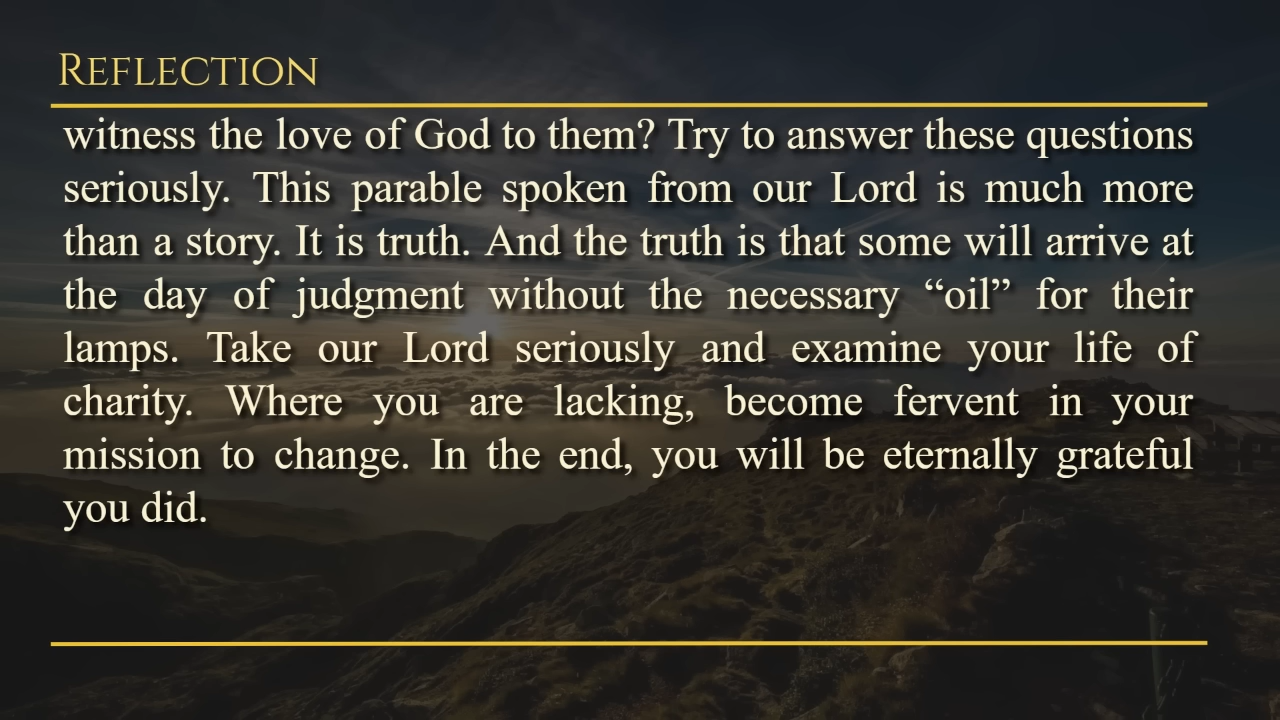 Reflection
witness the love of God to them? Try to answer these questions
seriously. This parable spoken from our Lord is much more
than a story. It is truth. And the truth is that some will arrive at
the day of judgment without the necessary “oil” for their
lamps. Take our Lord seriously and examine your life of
charity. Where you are lacking, become fervent in your
mission to change. In the end, you will be eternally grateful
you did.